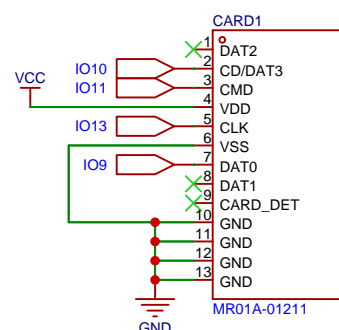 CARD1
1 DAT2
IO10 2 CD/DAT3
IO11 3 CMD
VCC 4 VDD
IO13 5 CLK
6 VSS
IO9 7 DAT0
8 DAT1
9 CARD_DET
10 GND
11 GND
12 GND
13 GND
MR01A-01211
GND